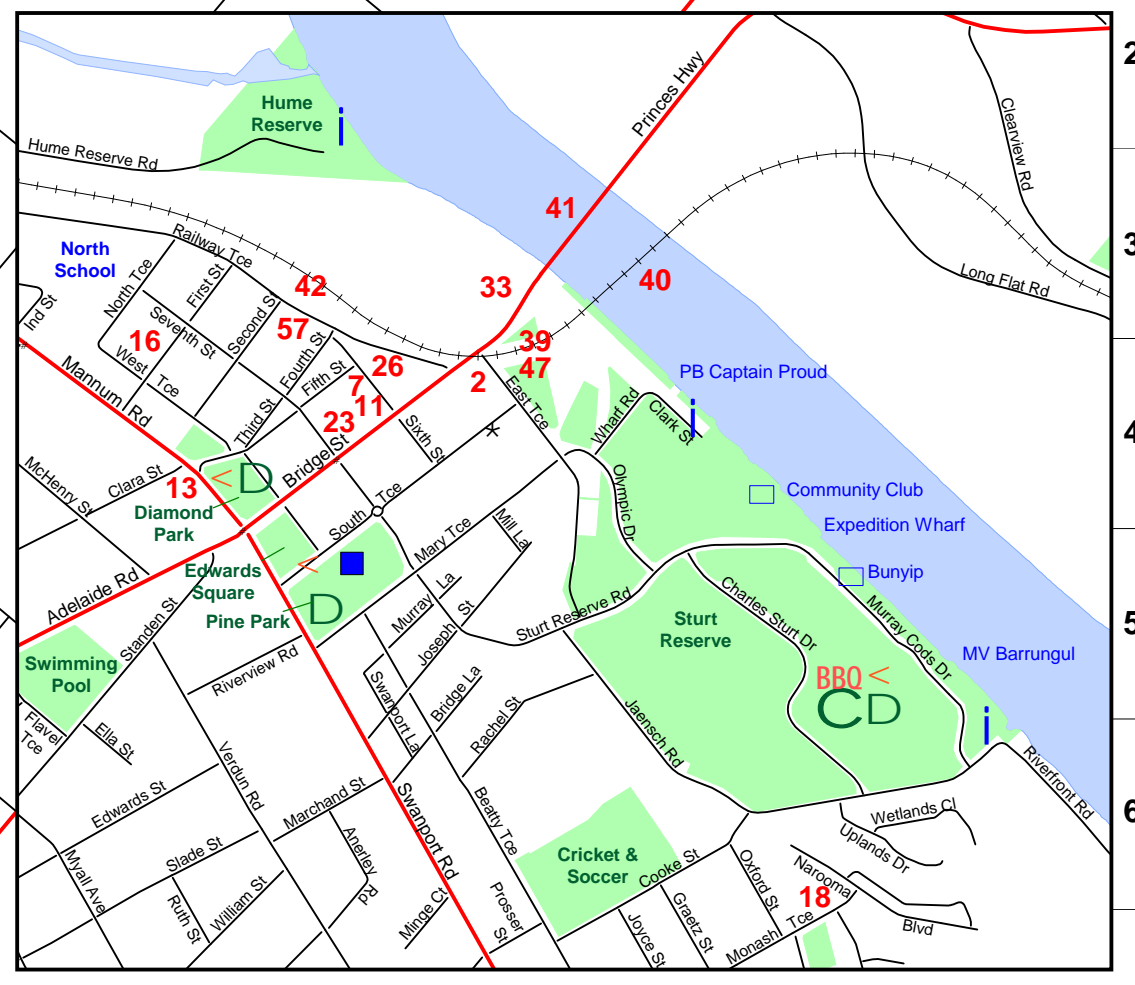 2
Princes Hwy
Hume
Reserve
i
Clearview Rd
Hume Reserve Rd
41
3
North
School
Railway Tce
42
33
40
Long Flat Rd
North Tce
First St
Ind St
Seventh St
Second St
16
57
39
47
West Tce
Fourth St
26
2
Fifth St
7
11
East Tce
PB Captain Proud
Mannum Rd
Third St
23
Wharf Rd
Clark St
i
4
Bridge St
Sixth St
McHenry St
Clara St
13
< D
Diamond
Park
South Tce
Olympic Dr
Community Club
Expedition Wharf
Mill La
Mary Tce
Edwards
Square
<
Bunyip
Adelaide Rd
Pine Park
D
Murray La
Joseph St
Sturt Reserve Rd
Sturt
Reserve
Charles Sturt Dr
Murray Cods Dr
5
Standen St
Swimming
Pool
Riverview Rd
MV Barrungul
BBQ <
CD
Swanport La
Bridge La
Rachel St
Jaensch Rd
i
Flavel
Tce
Ella St
Verdun Rd
Riverfront Rd
Edwards St
Marchand St
Swanport Rd
Beatty Tce
6
Wetlands Cl
Uplands Dr
Slade St
Anerley Rd
Cricket &
Soccer
Cooke St
Myall Ave
Ruth St
William St
Minge Ct
Prosser
St
Oxford St
Narooma
Blvd
18
Joyce St
Graetz St
Monash Tce